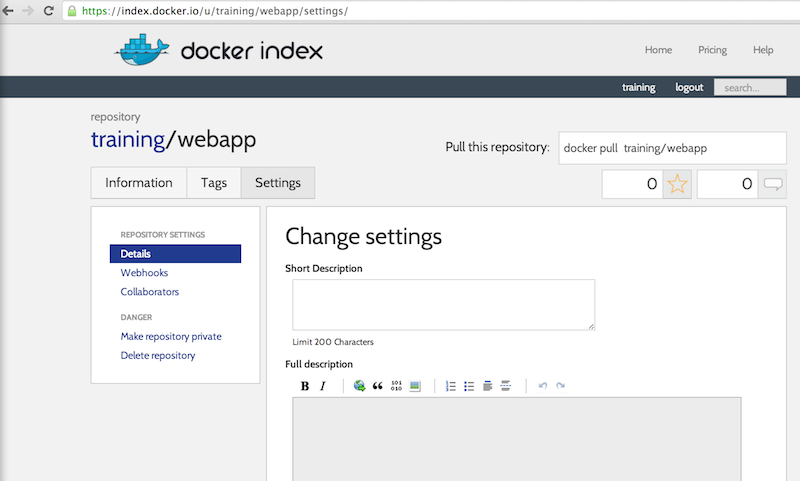 https://index.docker.io/u/training/webapp/settings/
docker index
Home Pricing Help
training logout search...
repository
training/webapp
Pull this repository: docker pull training/webapp
Information Tags Settings
0 0
REPOSITORY SETTINGS
Details
Webhooks
Collaborators
DANGER
Make repository private
Delete repository
Change settings
Short Description
Limit 200 Characters
Full description
B I 101 010